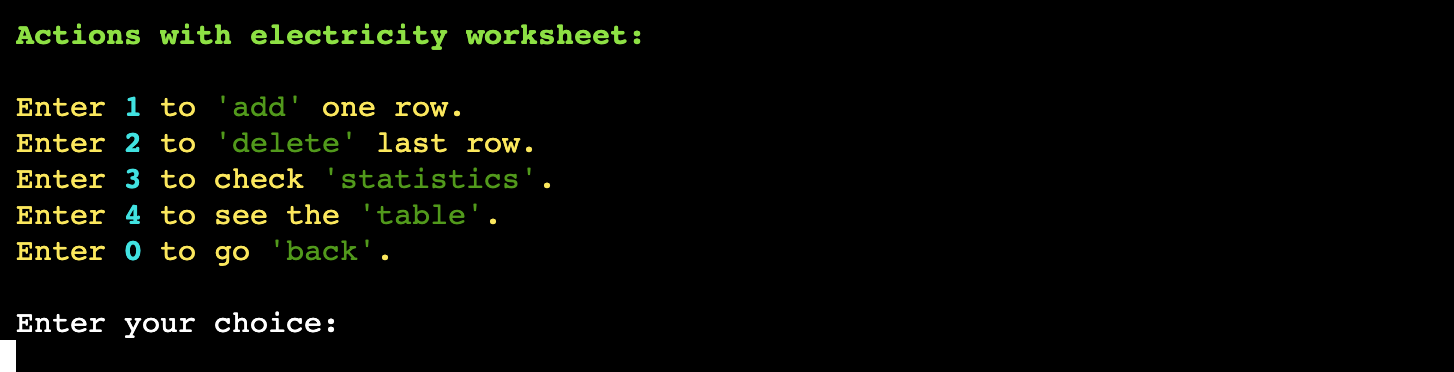 Actions with electricity worksheet:
Enter 1 to 'add' one row.
Enter 2 to 'delete' last row.
Enter 3 to check 'statistics'.
Enter 4 to see the 'table'.
Enter 0 to go 'back'.
Enter your choice: